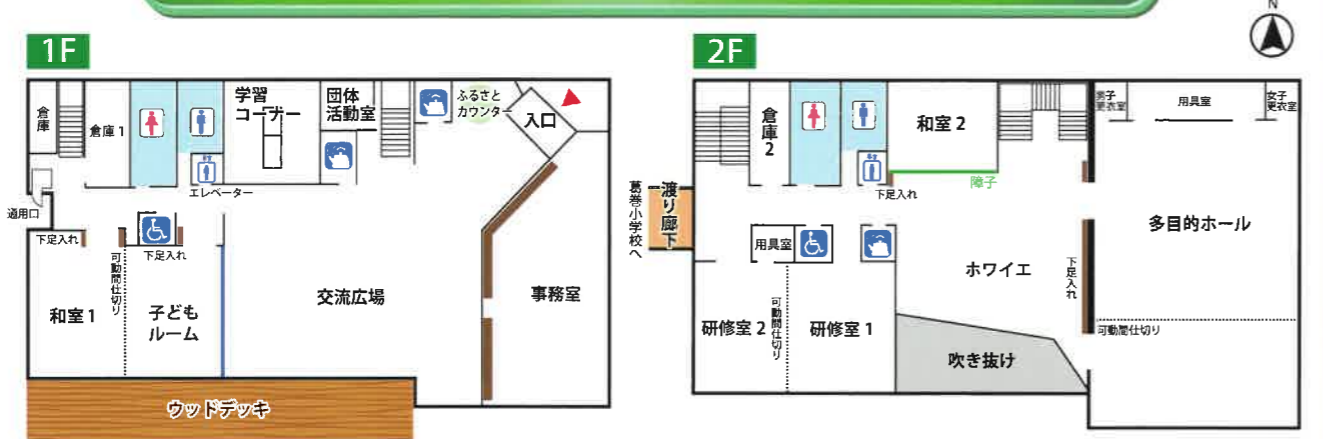 N
1F
倉庫
倉庫1
学習
コーナー
団体
活動室
ふるさと
カウンター
入口
エレベーター
通用口
下足入れ
下足入れ
可動間仕切り
和室1
子ども
ルーム
交流広場
事務室
ウッドデッキ
2F
倉庫2
和室2
男子
更衣室
用具室
女子
更衣室
下足入れ
障子
葛巻小学校へ
渡り廊下
用具室
多目的ホール
ホワイエ
下足入れ
研修室2
可動間仕切り
研修室1
可動間仕切り
吹き抜け